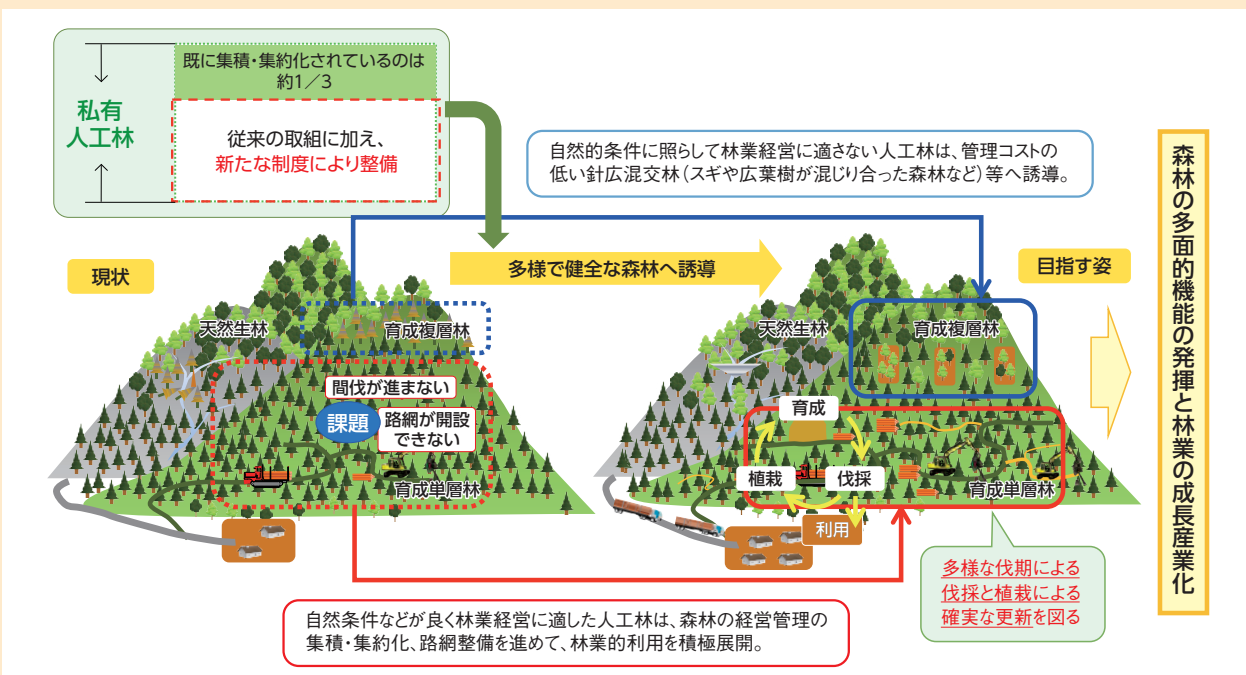 既に集積・集約化されているのは
約1／3
私有
人工林
従来の取組に加え、
新たな制度により整備
自然的条件に照らして林業経営に適さない人工林は、管理コストの
低い針広混交林（スギや広葉樹が混じり合った森林など）等へ誘導。
現状
多様で健全な森林へ誘導
目指す姿
森林の多面的機能の発揮と林業の成長産業化
天然生林
育成複層林
間伐が進まない
課題
路網が開設
できない
育成単層林
天然生林
育成複層林
育成
植栽
伐採
利用
育成単層林
多様な伐期による
伐採と植栽による
確実な更新を図る
自然条件などが良く林業経営に適した人工林は、森林の経営管理の
集積・集約化、路網整備を進めて、林業的利用を積極展開。